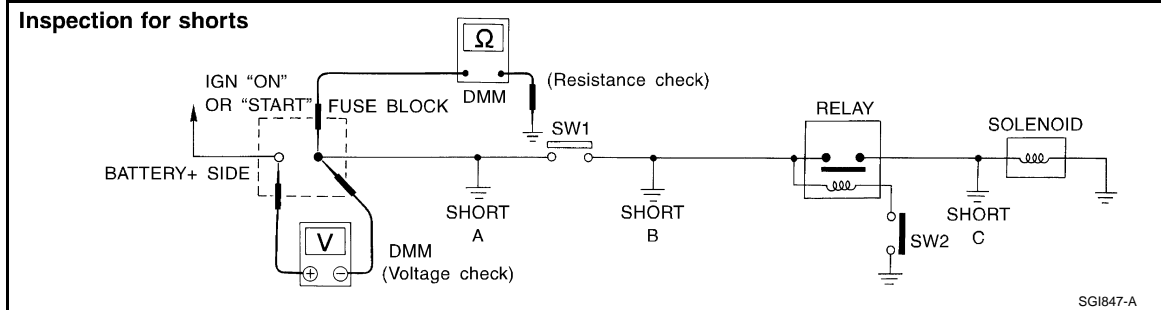 Inspection for shorts
Ω
IGN "ON"
OR "START"
FUSE BLOCK
DMM
(Resistance check)
SW1
RELAY
SOLENOID
BATTERY+ SIDE
SHORT
A
SHORT
B
SHORT
C
SW2
V
+ −
DMM
(Voltage check)
SGI847-A